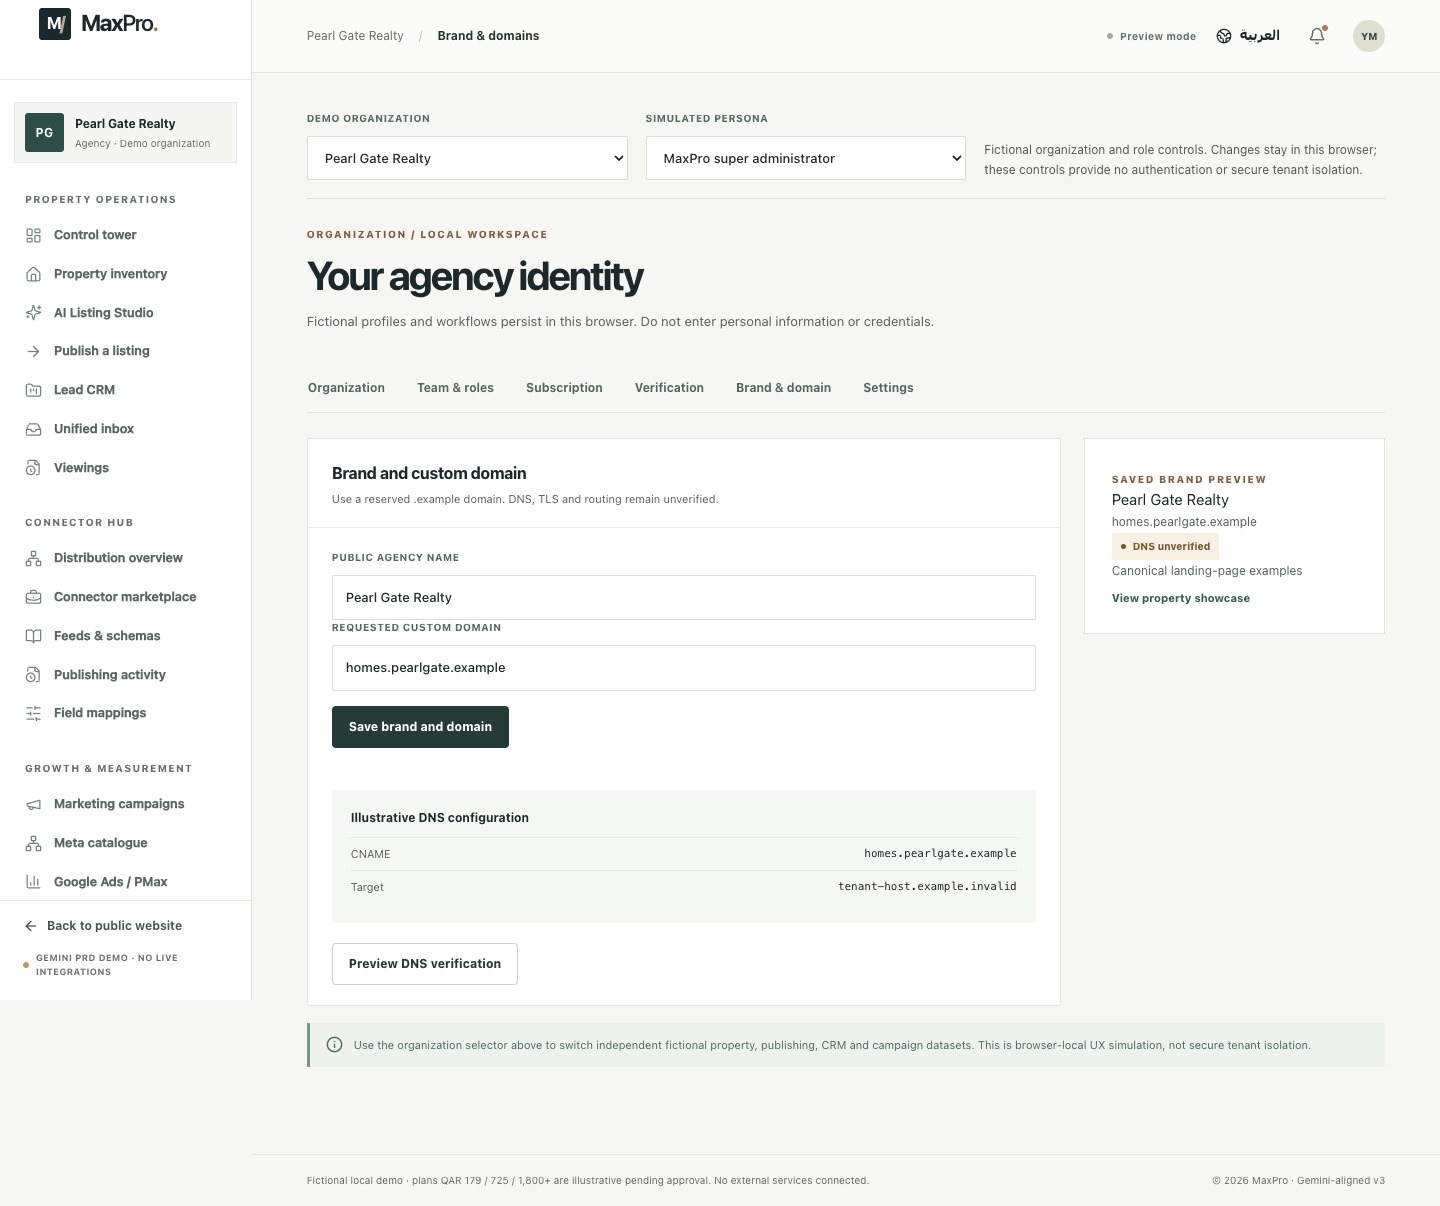 M/ MaxPro.
PG
Pearl Gate Realty
Agency · Demo organization
PROPERTY OPERATIONS
Control tower
Property inventory
AI Listing Studio
Publish a listing
Lead CRM
Unified inbox
Viewings
CONNECTOR HUB
Distribution overview
Connector marketplace
Feeds & schemas
Publishing activity
Field mappings
GROWTH & MEASUREMENT
Marketing campaigns
Meta catalogue
Google Ads / PMax
Back to public website
GEMINI PRD DEMO · NO LIVE
INTEGRATIONS
Pearl Gate Realty / Brand & domains
Preview mode
العربية
YM
DEMO ORGANIZATION
Pearl Gate Realty
SIMULATED PERSONA
MaxPro super administrator
Fictional organization and role controls. Changes stay in this browser;
these controls provide no authentication or secure tenant isolation.
ORGANIZATION / LOCAL WORKSPACE
Your agency identity
Fictional profiles and workflows persist in this browser. Do not enter personal information or credentials.
Organization Team & roles Subscription Verification Brand & domain Settings
Brand and custom domain
Use a reserved .example domain. DNS, TLS and routing remain unverified.
PUBLIC AGENCY NAME
Pearl Gate Realty
REQUESTED CUSTOM DOMAIN
homes.pearlgate.example
Save brand and domain
Illustrative DNS configuration
CNAME homes.pearlgate.example
Target tenant-host.example.invalid
Preview DNS verification
SAVED BRAND PREVIEW
Pearl Gate Realty
homes.pearlgate.example
DNS unverified
Canonical landing-page examples
View property showcase
Use the organization selector above to switch independent fictional property, publishing, CRM and campaign datasets. This is browser-local UX simulation, not secure tenant isolation.
Fictional local demo · plans QAR 179 / 725 / 1,800+ are illustrative pending approval. No external services connected.
© 2026 MaxPro · Gemini-aligned v3